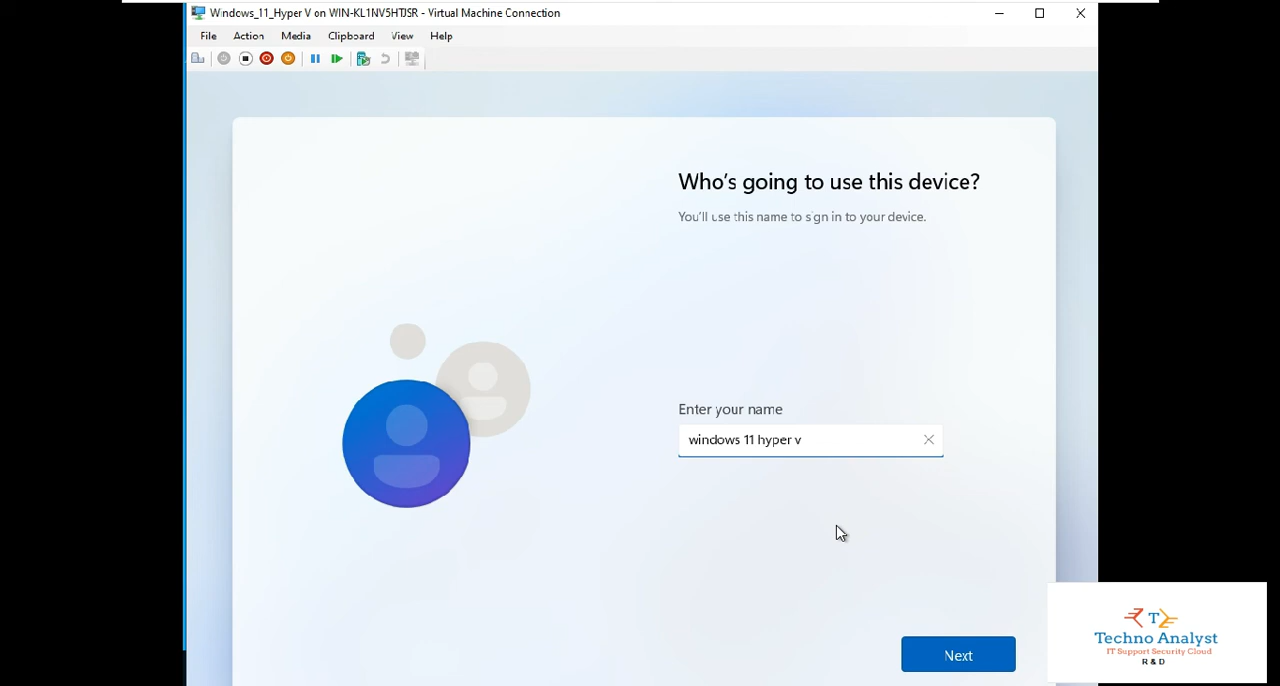 Windows_11_Hyper V on WIN-KL1NV5HTJSR - Virtual Machine Connection
File Action Media Clipboard View Help
Who's going to use this device?
You'll use this name to sign in to your device.
Enter your name
windows 11 hyper v
Next
T
Techno Analyst
IT Support Security Cloud
R & D